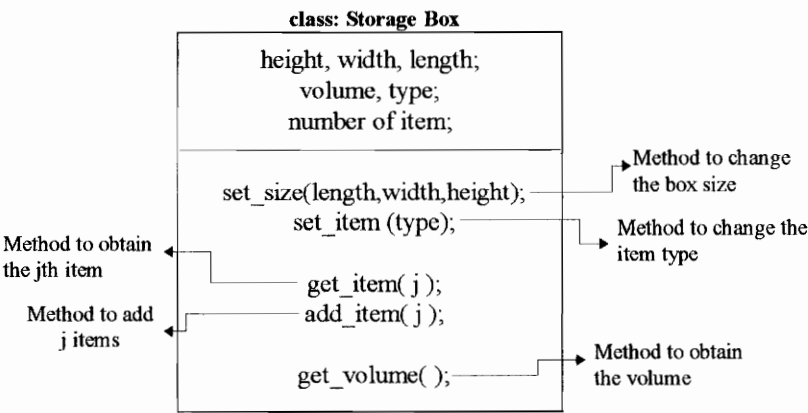 class: Storage Box
height, width, length;
volume, type;
number of item;
set_size(length,width,height);
Method to change
the box size
set_item (type);
Method to change the
item type
Method to obtain
the jth item
get_item( j );
Method to add
j items
add_item( j );
get_volume( );
Method to obtain
the volume